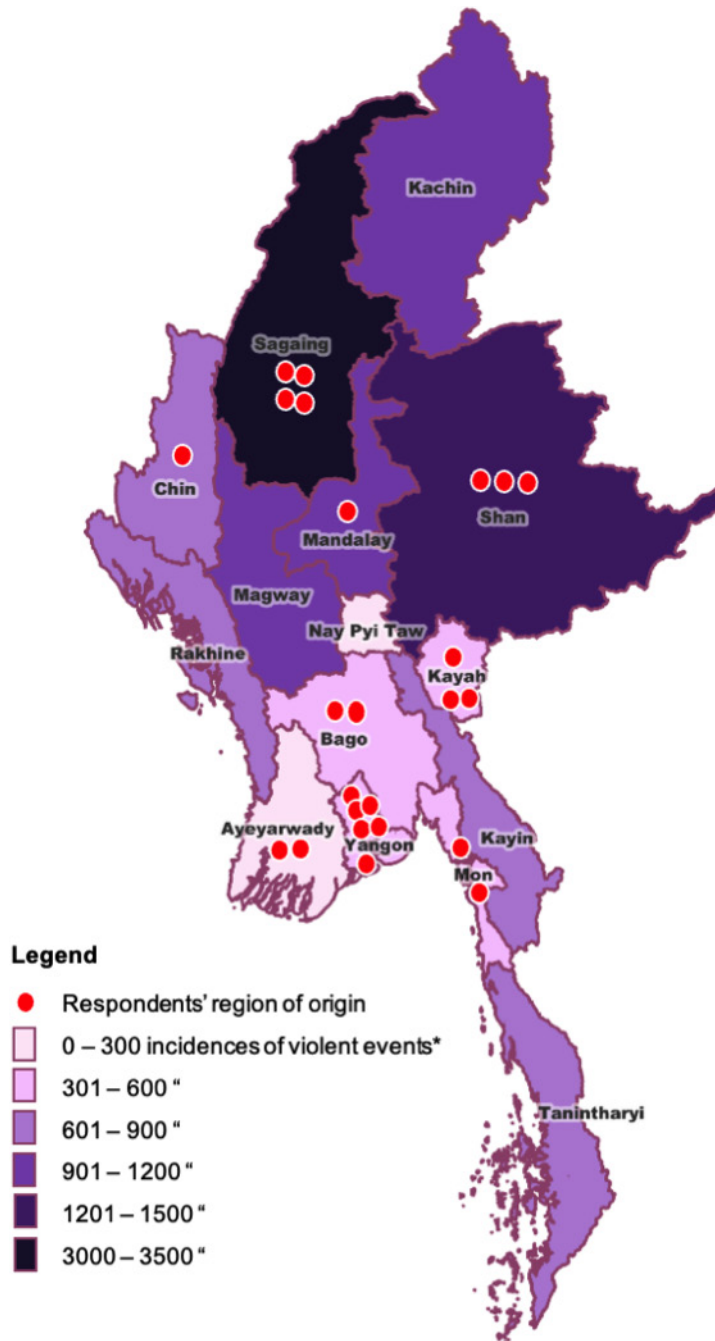 Kachin
Sagaing
Chin
Shan
Mandalay
Magway
Nay Pyi Taw
Rakhine
Kayah
Bago
Ayeyarwady
Yangon
Kayin
Mon
Legend
Respondents’ region of origin
0 – 300 incidences of violent events*
301 – 600 “
601 – 900 “
Tanintharyi
901 – 1200 “
1201 – 1500 “
3000 – 3500 “